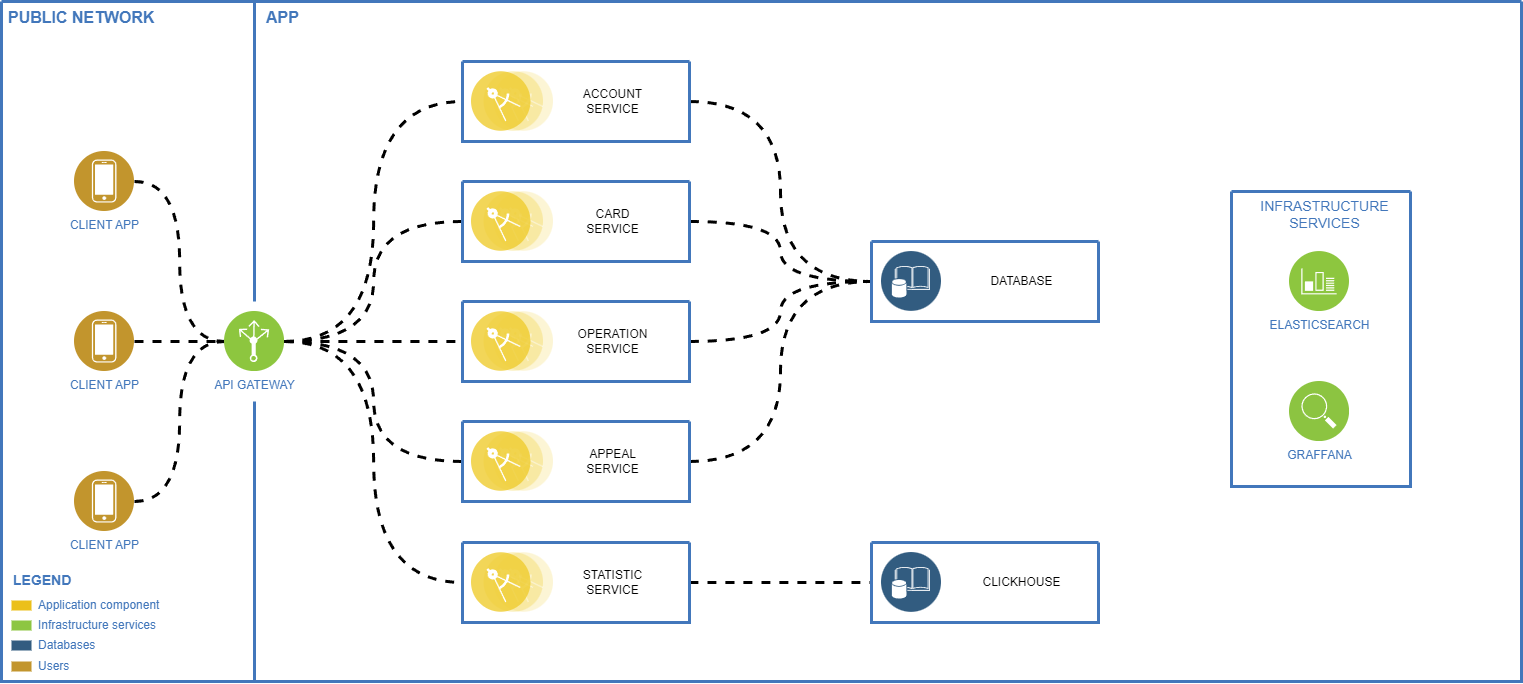 PUBLIC NETWORK
APP
ACCOUNT
SERVICE
CLIENT APP
CARD
SERVICE
INFRASTRUCTURE
SERVICES
DATABASE
ELASTICSEARCH
CLIENT APP
API GATEWAY
OPERATION
SERVICE
APPEAL
SERVICE
GRAFFANA
CLIENT APP
STATISTIC
SERVICE
CLICKHOUSE
LEGEND
Application component
Infrastructure services
Databases
Users